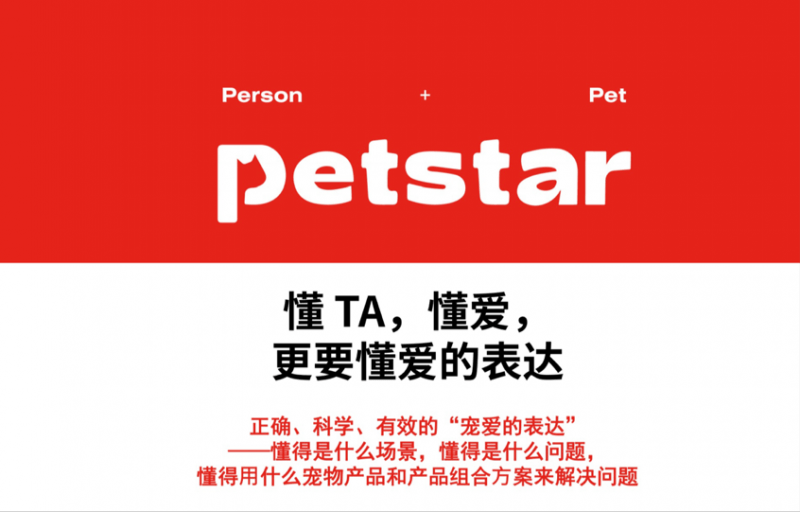 Person + Pet
petstar
懂 TA，懂爱，
更要懂爱的表达
正确、科学、有效的“宠爱的表达”
——懂得是什么场景，懂得是什么问题，
懂得用什么宠物产品和产品组合方案来解决问题